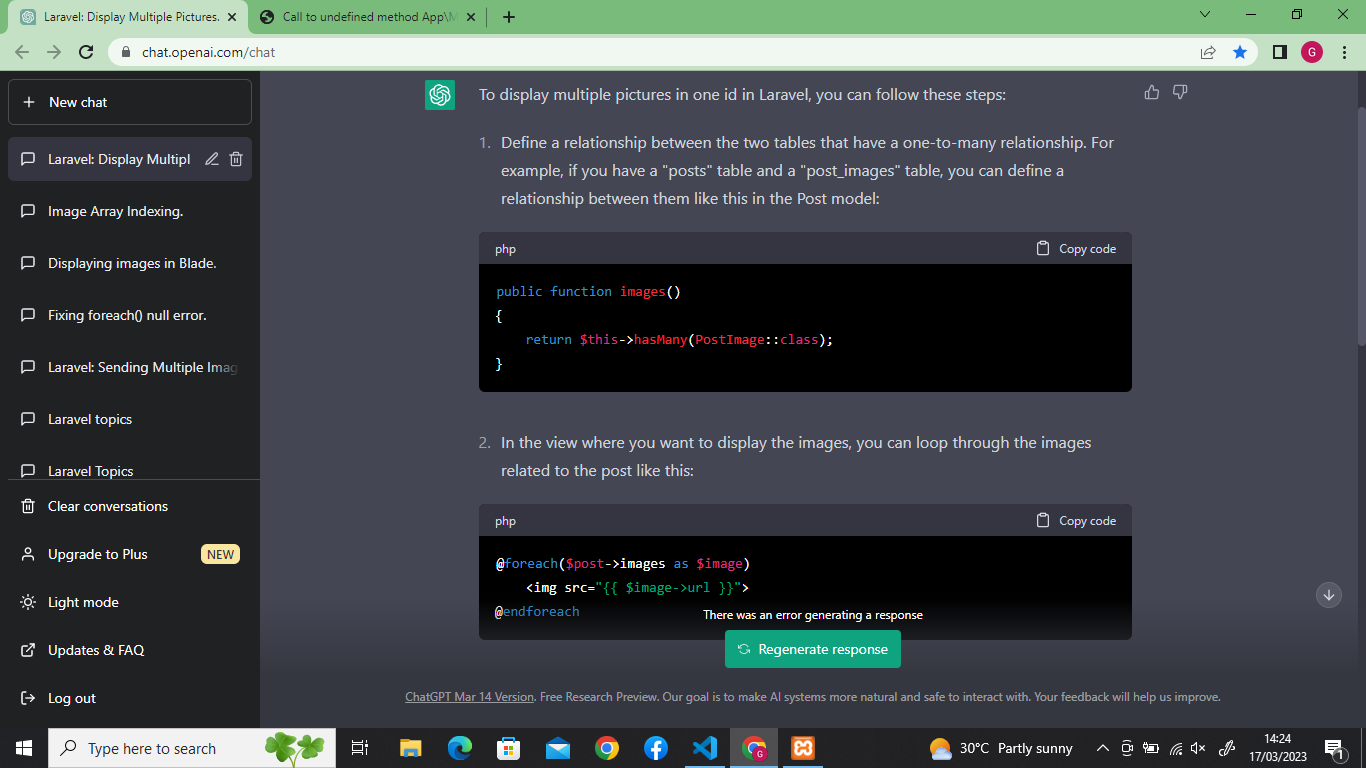 Laravel: Display Multiple Pictures.
Call to undefined method App\M
chat.openai.com/chat
G
New chat
Laravel: Display Multipl
Image Array Indexing.
Displaying images in Blade.
Fixing foreach() null error.
Laravel: Sending Multiple Imag
Laravel topics
Laravel Topics
Clear conversations
Upgrade to Plus NEW
Light mode
Updates & FAQ
Log out
To display multiple pictures in one id in Laravel, you can follow these steps:
1. Define a relationship between the two tables that have a one-to-many relationship. For
example, if you have a "posts" table and a "post_images" table, you can define a
relationship between them like this in the Post model:
php Copy code
public function images()
{
return $this->hasMany(PostImage::class);
}
2. In the view where you want to display the images, you can loop through the images
related to the post like this:
php Copy code
@foreach($post->images as $image)
<img src="{{ $image->url }}">
@endforeach
There was an error generating a response
Regenerate response
ChatGPT Mar 14 Version. Free Research Preview. Our goal is to make AI systems more natural and safe to interact with. Your feedback will help us improve.
Type here to search
G
30°C Partly sunny
14:24
17/03/2023
1